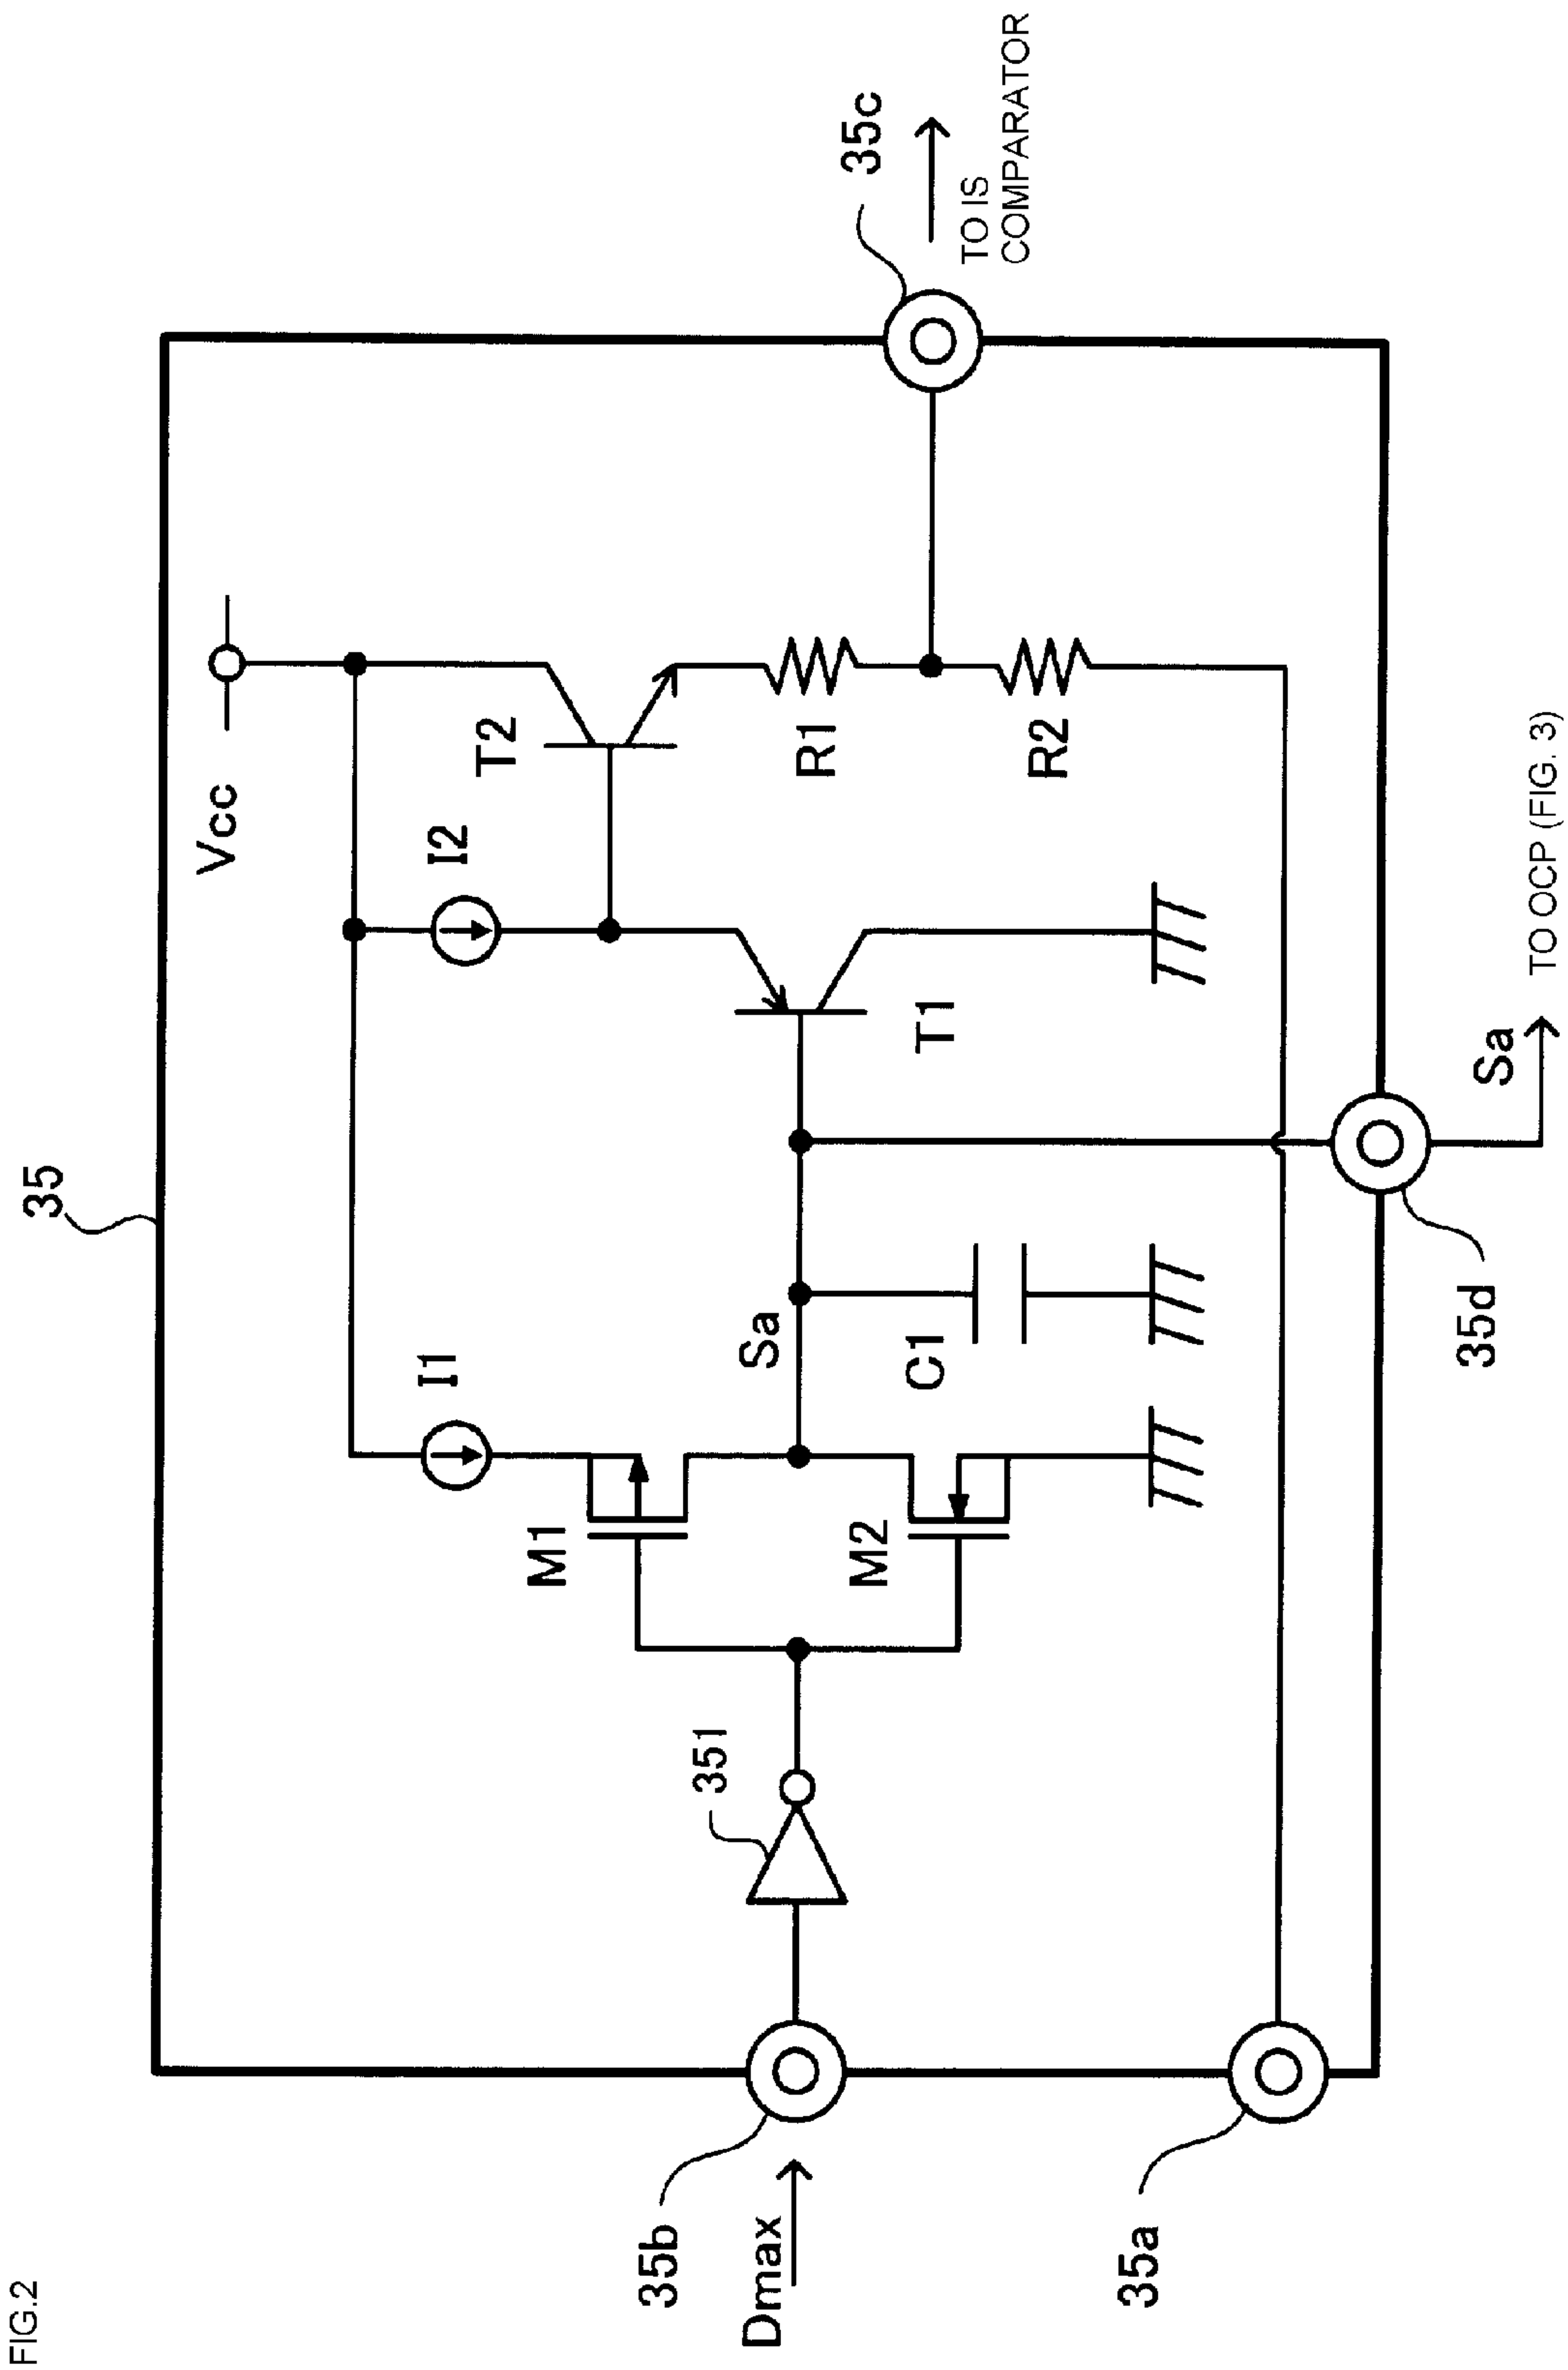 FIG.2
35
Vcc
I1
I2
T2
M1
Sa
R1
35c
TO IS
COMPARATOR
351
M2
C1
T1
R2
35b
Dmax
35a
35d
Sa
TO OCP (FIG. 3)